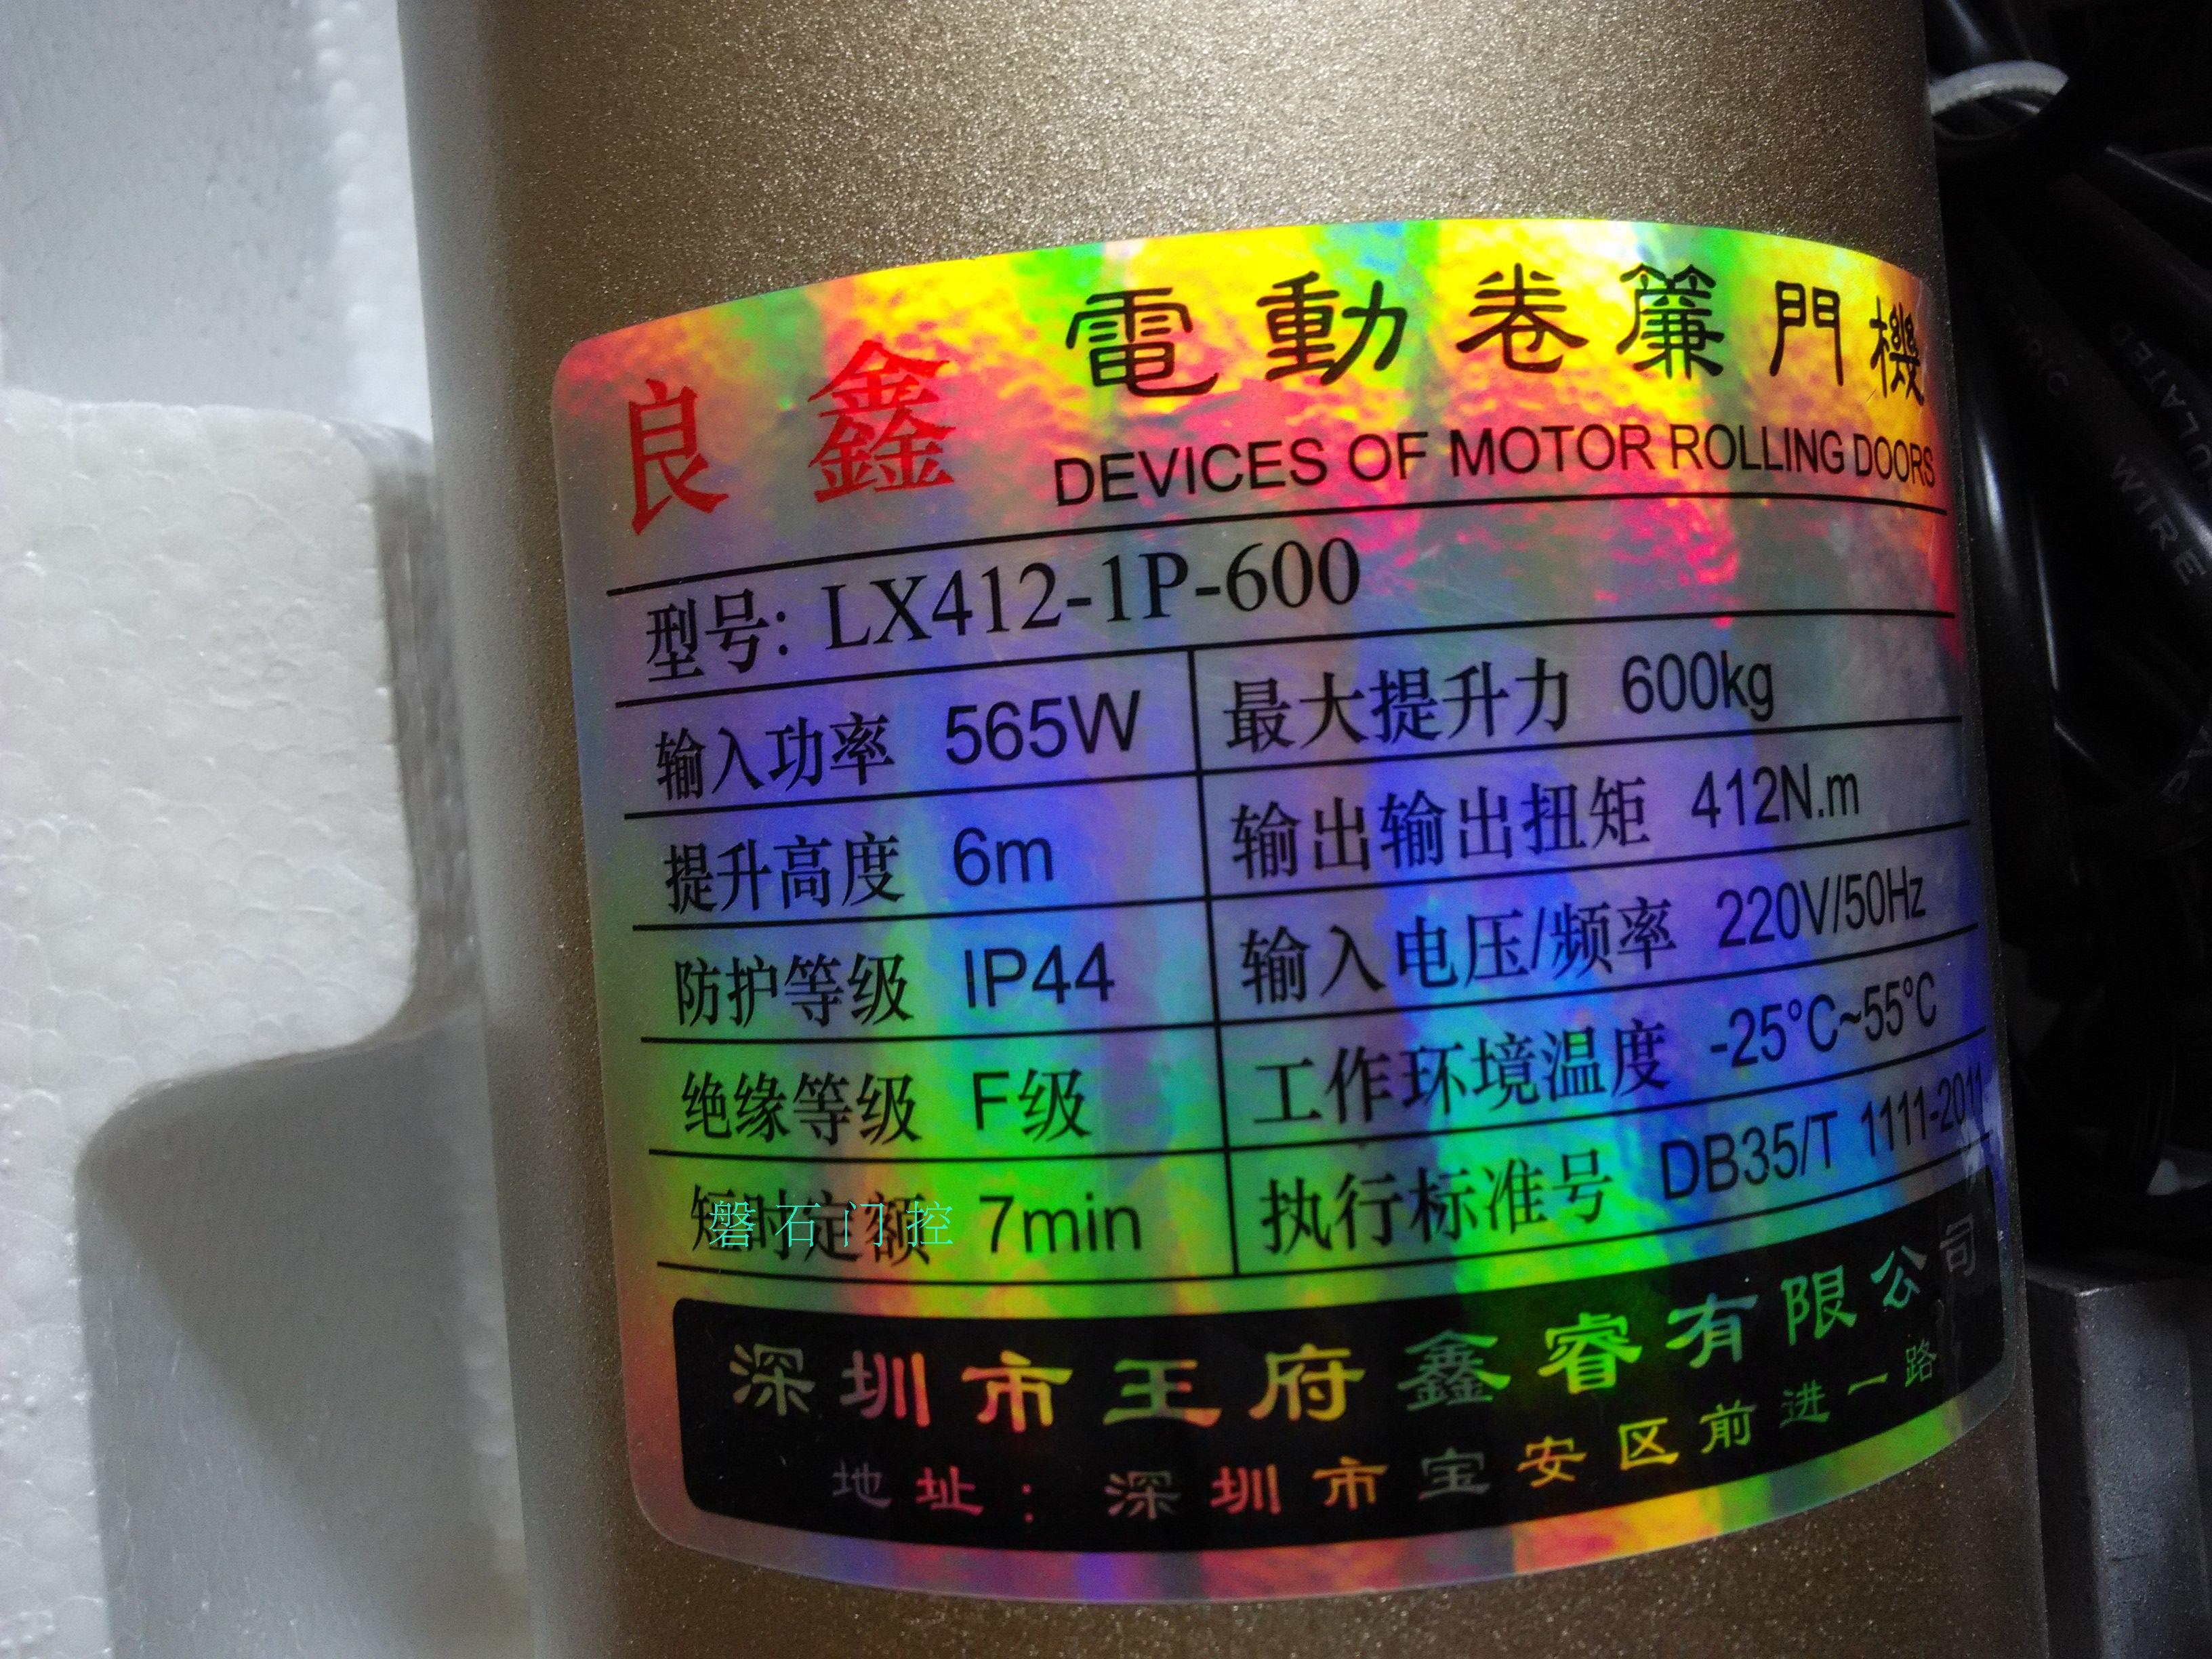 良鑫 電動卷簾門機
DEVICES OF MOTOR ROLLING DOORS
型号: LX412-1P-600
输入功率 565W 最大提升力 600kg
提升高度 6m 输出输出扭矩 412N.m
防护等级 IP44 输入电压/频率 220V/50Hz
绝缘等级 F级 工作环境温度 -25°C~55°C
短时定额 7min 执行标准号 DB35/T 1111-2011
磐石门控
深圳市王府鑫睿有限公司
地址：深圳市宝安区前进一路
WIRE